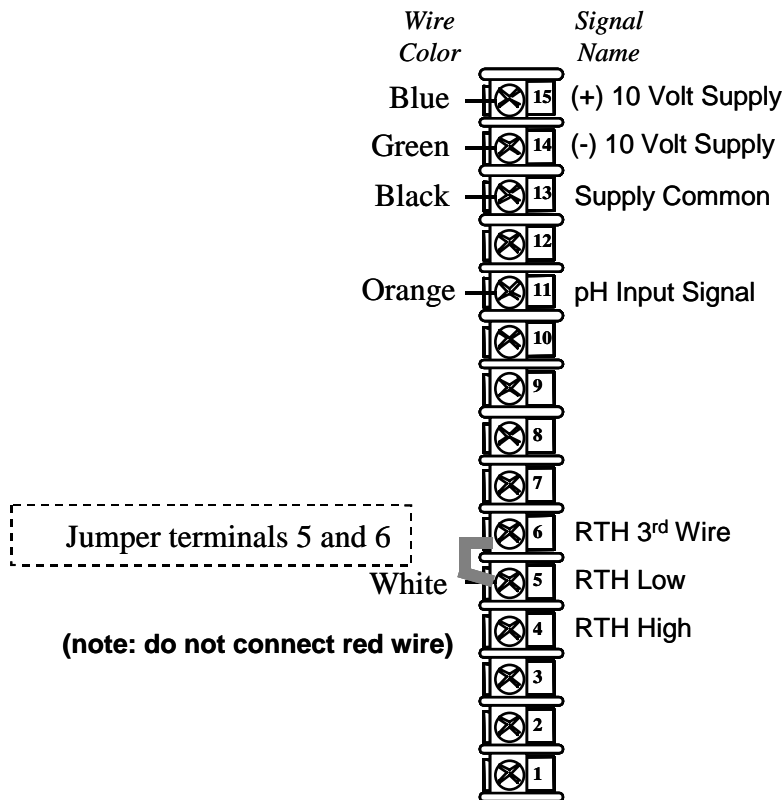 Wire Color Signal Name
Blue 15 (+) 10 Volt Supply
Green 14 (-) 10 Volt Supply
Black 13 Supply Common
12
Orange 11 pH Input Signal
10
9
8
7
Jumper terminals 5 and 6 6 RTH 3rd Wire
White 5 RTH Low
(note: do not connect red wire) 4 RTH High
3
2
1